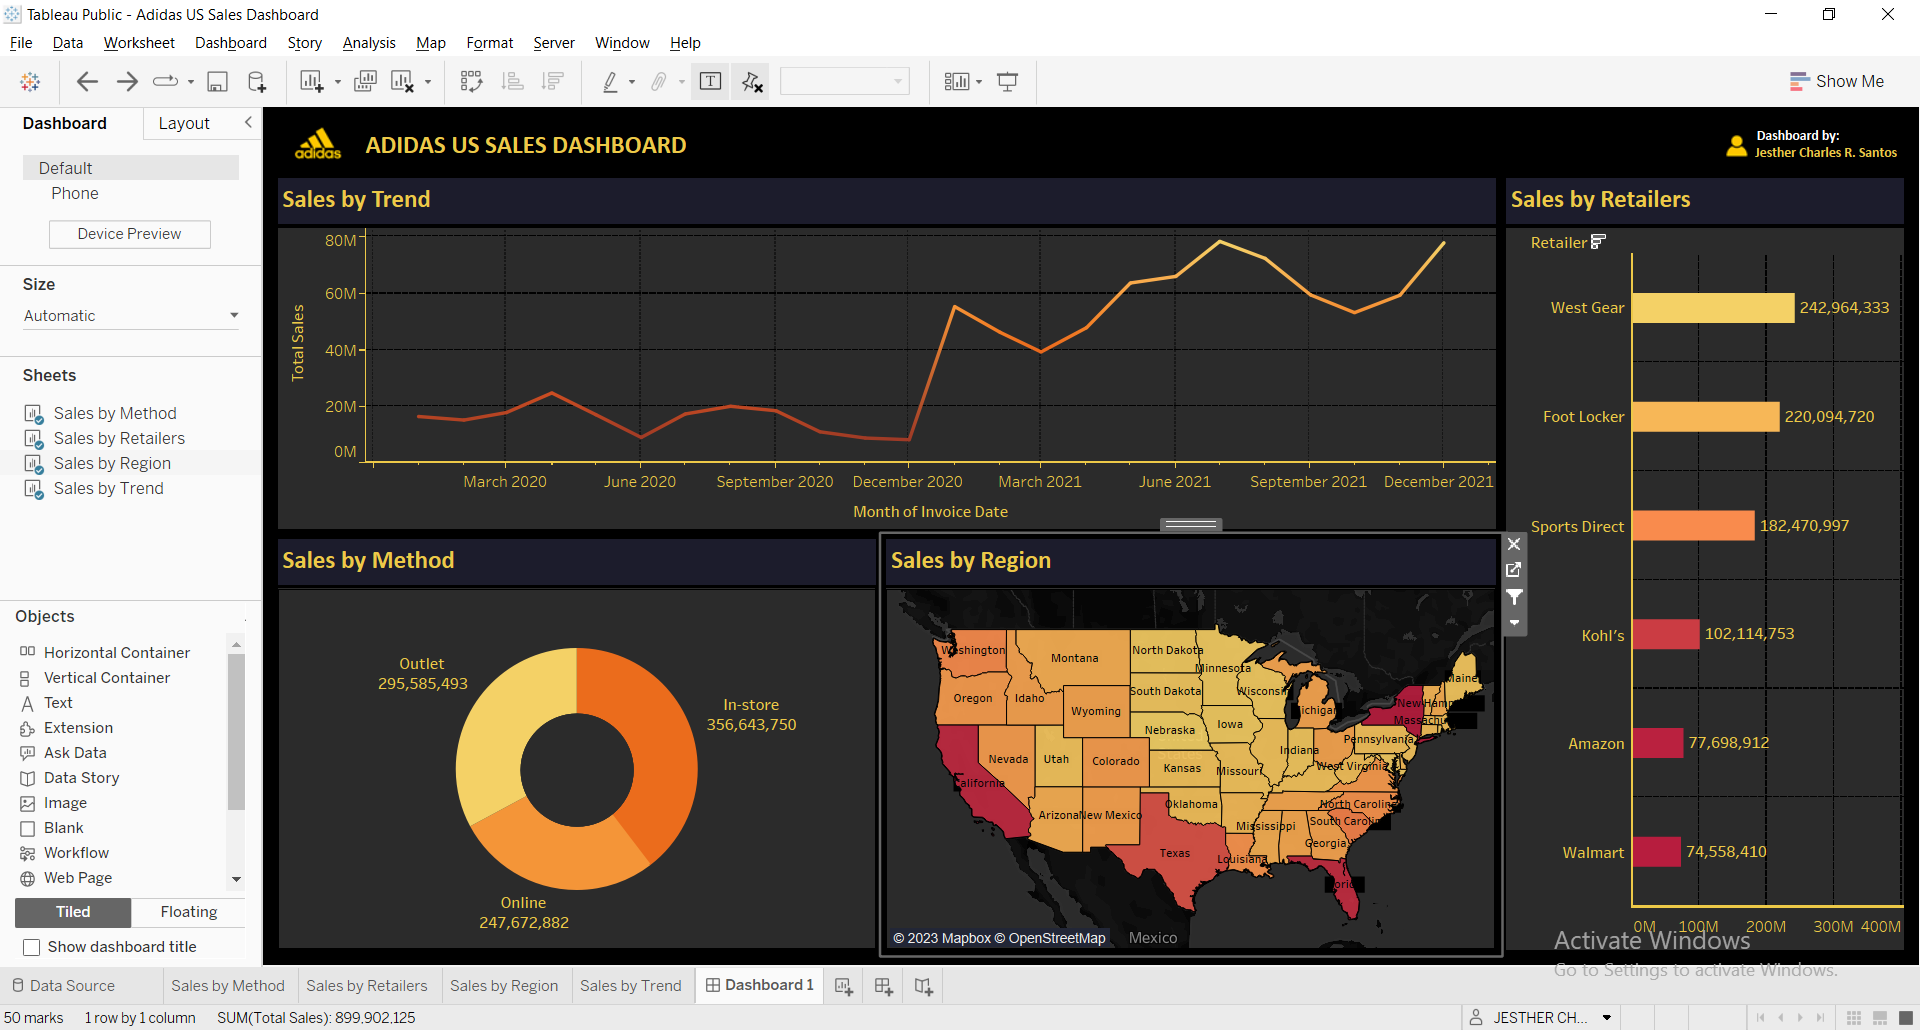 Tableau Public - Adidas US Sales Dashboard
File Data Worksheet Dashboard Story Analysis Map Format Server Window Help
Show Me
Dashboard
Layout
Default
Phone
Device Preview
Size
Automatic
Sheets
Sales by Method
Sales by Retailers
Sales by Region
Sales by Trend
Objects
Horizontal Container
Vertical Container
Text
Extension
Ask Data
Data Story
Image
Blank
Workflow
Web Page
Tiled
Floating
Show dashboard title
adidas
ADIDAS US SALES DASHBOARD
Dashboard by:
Jesther Charles R. Santos
Sales by Trend
Total Sales
80M
60M
40M
20M
0M
March 2020
June 2020
September 2020
December 2020
March 2021
June 2021
September 2021
December 2021
Month of Invoice Date
Sales by Retailers
Retailer
West Gear
242,964,333
Foot Locker
220,094,720
Sports Direct
182,470,997
Kohl's
102,114,753
Amazon
77,698,912
Walmart
74,558,410
0M
100M
200M
300M
400M
Sales by Method
Outlet
295,585,493
In-store
356,643,750
Online
247,672,882
Sales by Region
Washington
Montana
North Dakota
Minnesota
Maine
Oregon
Idaho
South Dakota
Wisconsi
ichigan
New Hamp
Wyoming
Massachu
Iowa
Nebraska
Pennsylvania
Indiana
Nevada
Utah
Colorado
Kansas
Missouri
West Virginia
California
Oklahoma
North Carolina
Arizona
New Mexico
South Carolin
Mississippi
Georgia
Texas
Louisiana
lorid
© 2023 Mapbox © OpenStreetMap
Mexico
Activate Windows
Go to Settings to activate Windows.
Data Source
Sales by Method
Sales by Retailers
Sales by Region
Sales by Trend
Dashboard 1
50 marks
1 row by 1 column
SUM(Total Sales): 899,902,125
JESTHER CH...